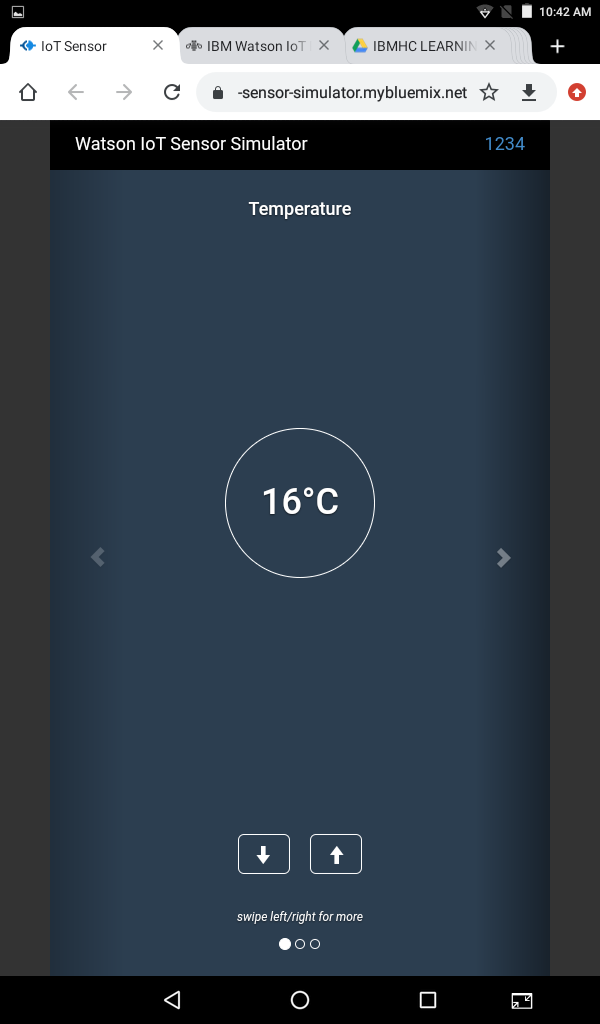 10:42 AM
IoT Sensor
IBM Watson IoT
IBMHC LEARNIN
-sensor-simulator.mybluemix.net
Watson IoT Sensor Simulator
1234
Temperature
16°C
swipe left/right for more